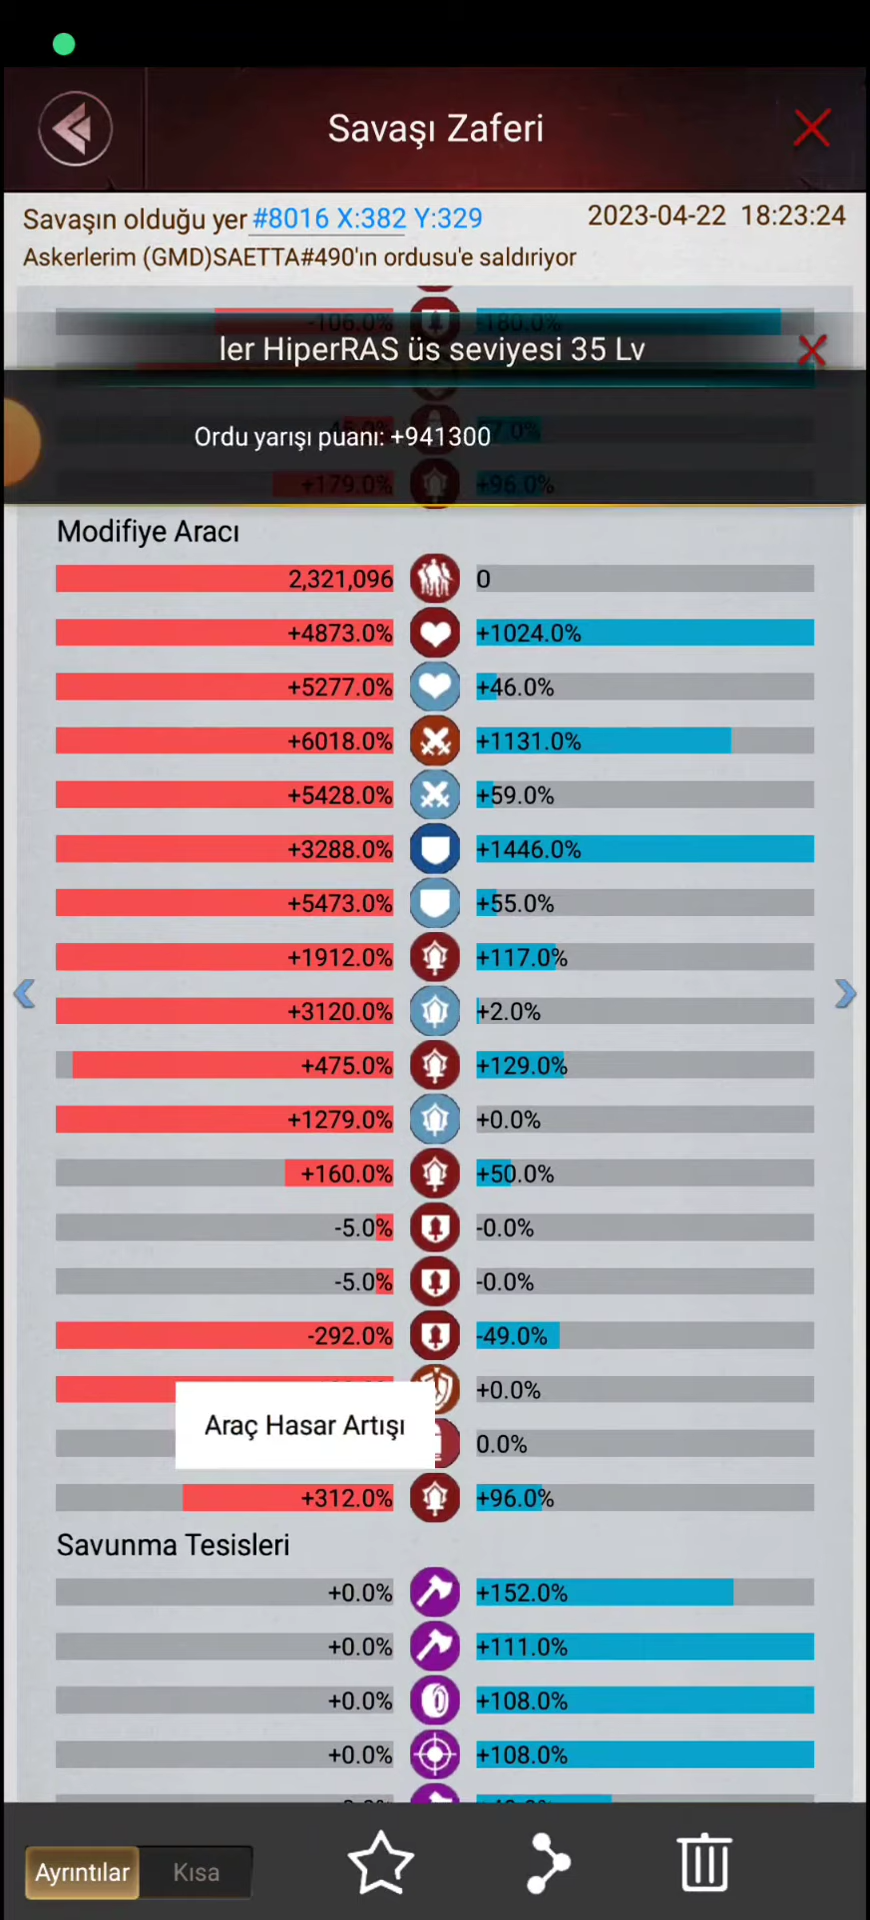 Savaşı Zaferi
Savaşın olduğu yer #8016 X:382 Y:329 2023-04-22 18:23:24
Askerlerim (GMD)SAETTA#490'ın ordusu'e saldırıyor
-106.0% -180.0%
ler HiperRAS üs seviyesi 35 Lv
Ordu yarışı puanı: +941300
+179.0% +96.0%
Modifiye Aracı
2,321,096 0
+4873.0% +1024.0%
+5277.0% +46.0%
+6018.0% +1131.0%
+5428.0% +59.0%
+3288.0% +1446.0%
+5473.0% +55.0%
+1912.0% +117.0%
+3120.0% +2.0%
+475.0% +129.0%
+1279.0% +0.0%
+160.0% +50.0%
-5.0% -0.0%
-5.0% -0.0%
-292.0% -49.0%
+0.0%
Araç Hasar Artışı
0.0%
+312.0% +96.0%
Savunma Tesisleri
+0.0% +152.0%
+0.0% +111.0%
+0.0% +108.0%
+0.0% +108.0%
Ayrıntılar Kısa